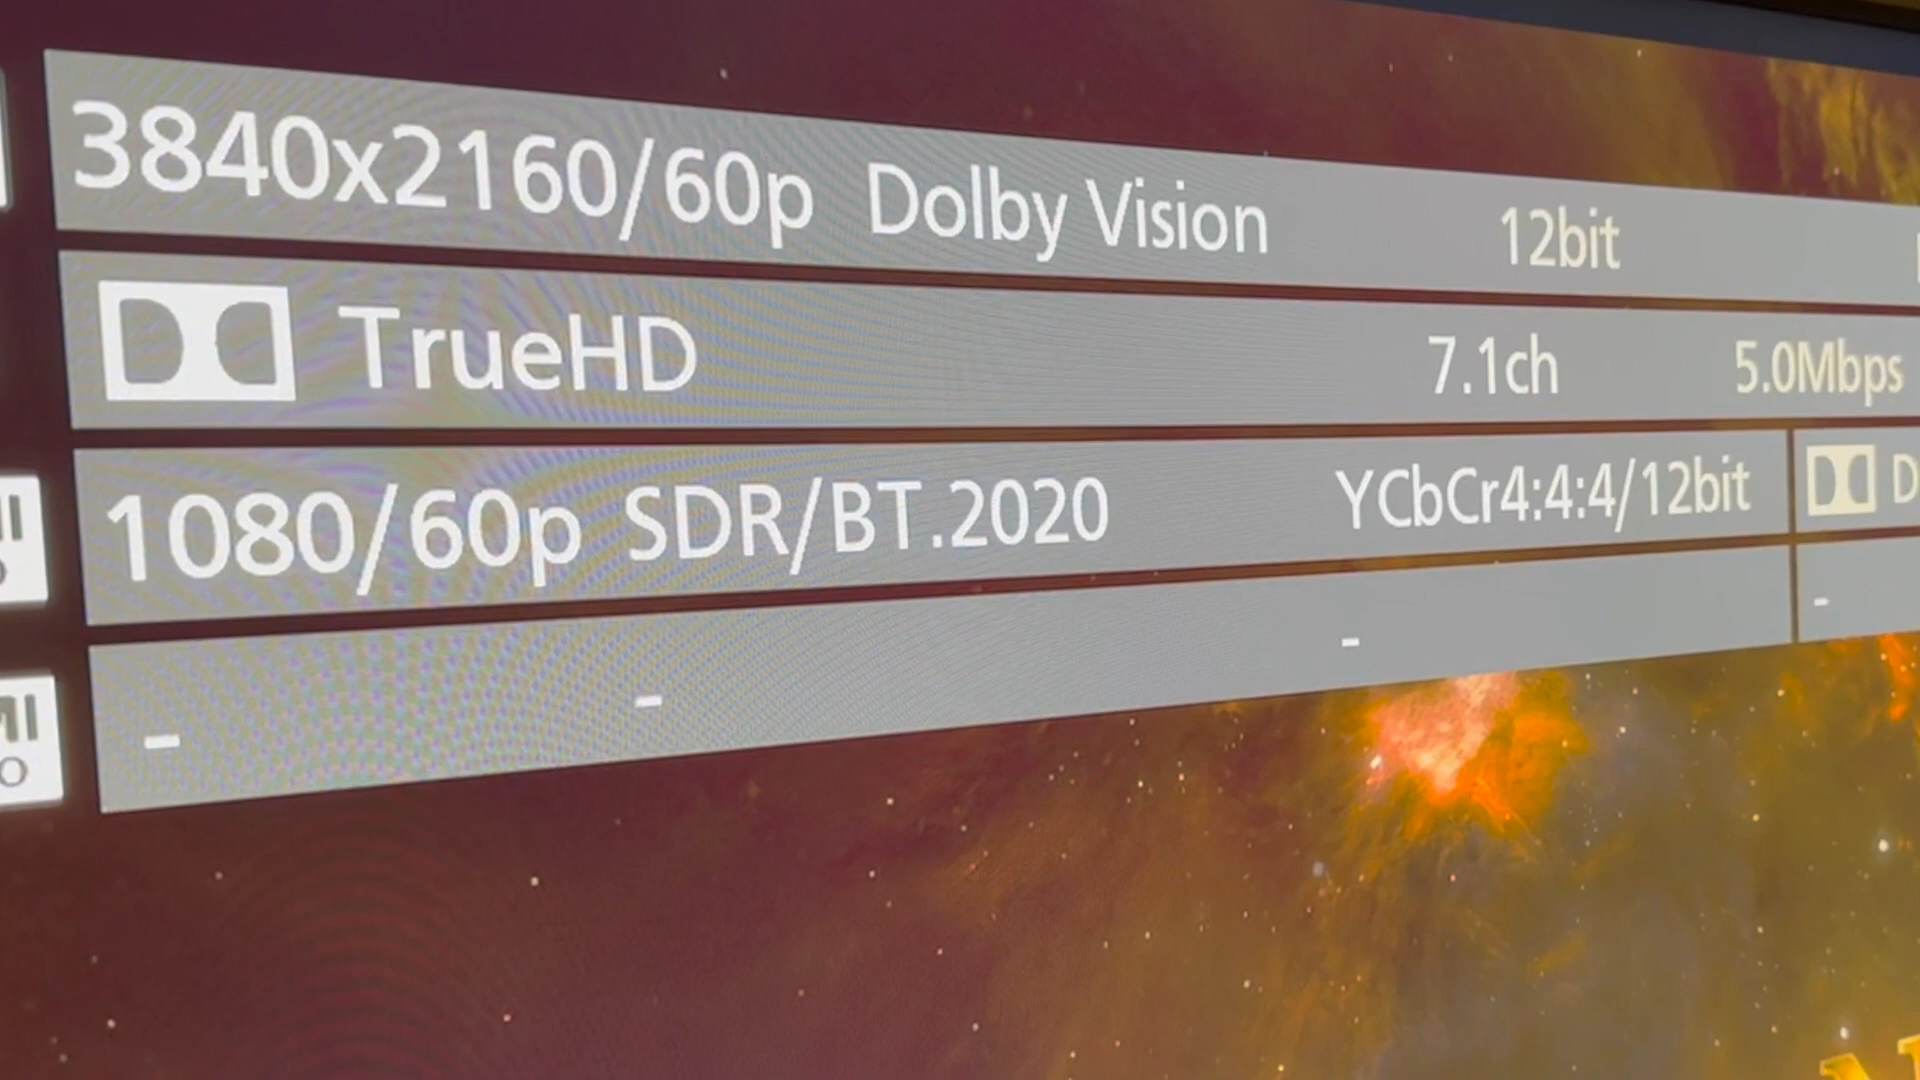 3840x2160/60p Dolby Vision 12bit
TrueHD 7.1ch 5.0Mbps
1080/60p SDR/BT.2020 YCbCr4:4:4/12bit D
- - - -